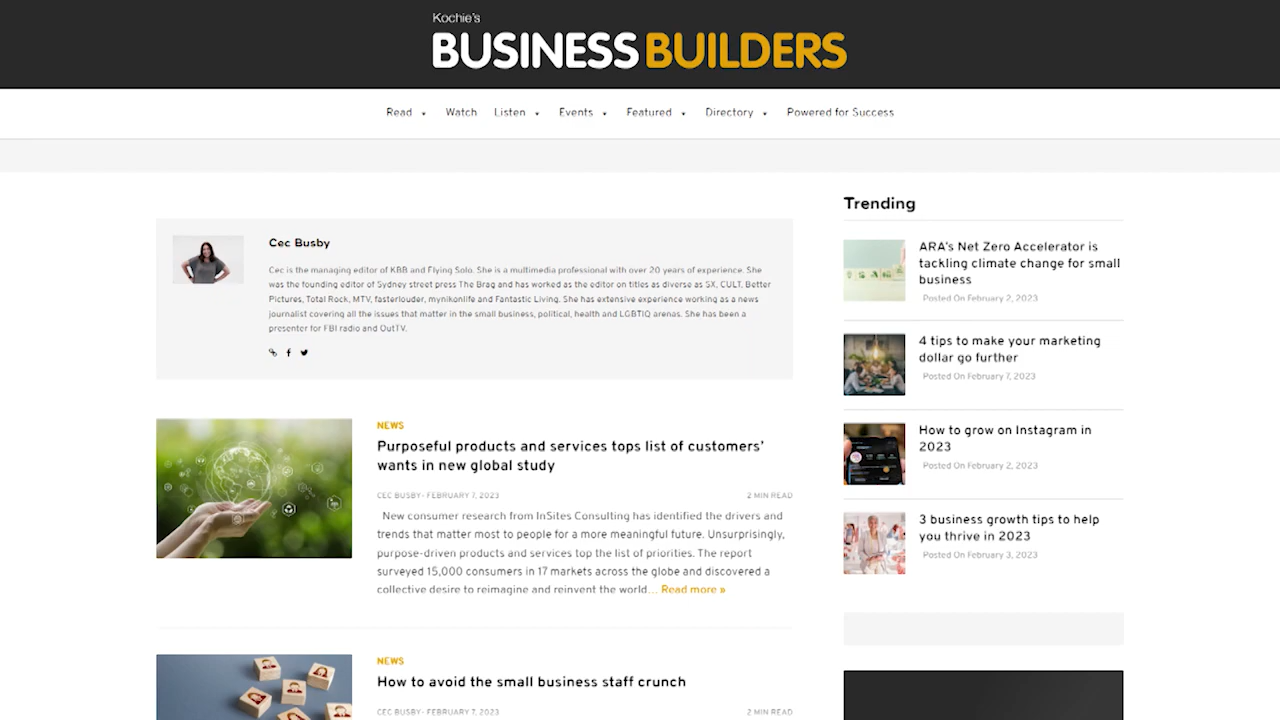 Kochie's
BUSINESS BUILDERS
Read
Watch
Listen
Events
Featured
Directory
Powered for Success
Cec Busby
Cec is the managing editor of KBB and Flying Solo. She is a multimedia professional with over 20 years of experience. She
was the founding editor of Sydney street press The Brag and has worked as the editor on titles as diverse as SX, CULT, Better
Pictures, Total Rock, MTV, fasterlouder, mynikonlife and Fantastic Living. She has extensive experience working as a news
journalist covering all the issues that matter in the small business, political, health and LGBTIQ arenas. She has been a
presenter for FBI radio and OutTV.
NEWS
Purposeful products and services tops list of customers'
wants in new global study
CEC BUSBY - FEBRUARY 7, 2023
2 MIN READ
New consumer research from InSites Consulting has identified the drivers and
trends that matter most to people for a more meaningful future. Unsurprisingly,
purpose-driven products and services top the list of priorities. The report
surveyed 15,000 consumers in 17 markets across the globe and discovered a
collective desire to reimagine and reinvent the world... Read more »
NEWS
How to avoid the small business staff crunch
CEC BUSBY - FEBRUARY 7, 2023
2 MIN READ
Trending
ARA's Net Zero Accelerator is
tackling climate change for small
business
Posted On February 2, 2023
4 tips to make your marketing
dollar go further
Posted On February 7, 2023
How to grow on Instagram in
2023
Posted On February 2, 2023
3 business growth tips to help
you thrive in 2023
Posted On February 3, 2023